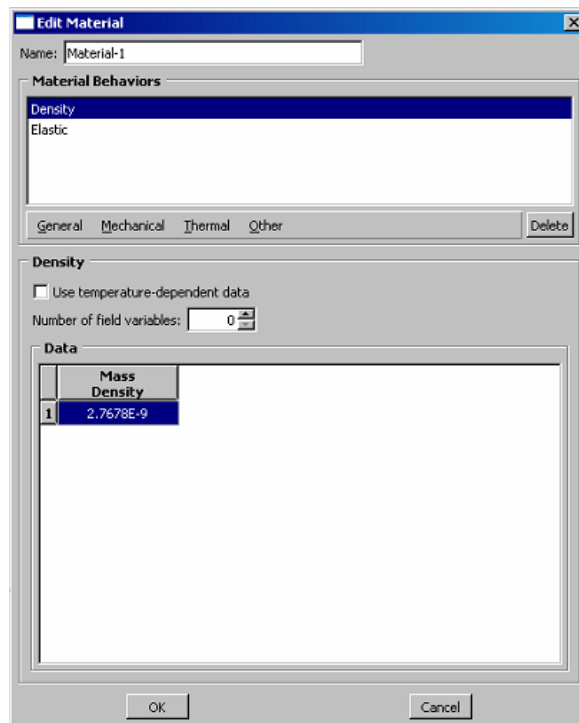 Edit Material
Name: Material-1
Material Behaviors
Density
Elastic
General Mechanical Thermal Other Delete
Density
Use temperature-dependent data
Number of field variables: 0
Data
Mass
Density
1 2.7678E-9
OK Cancel